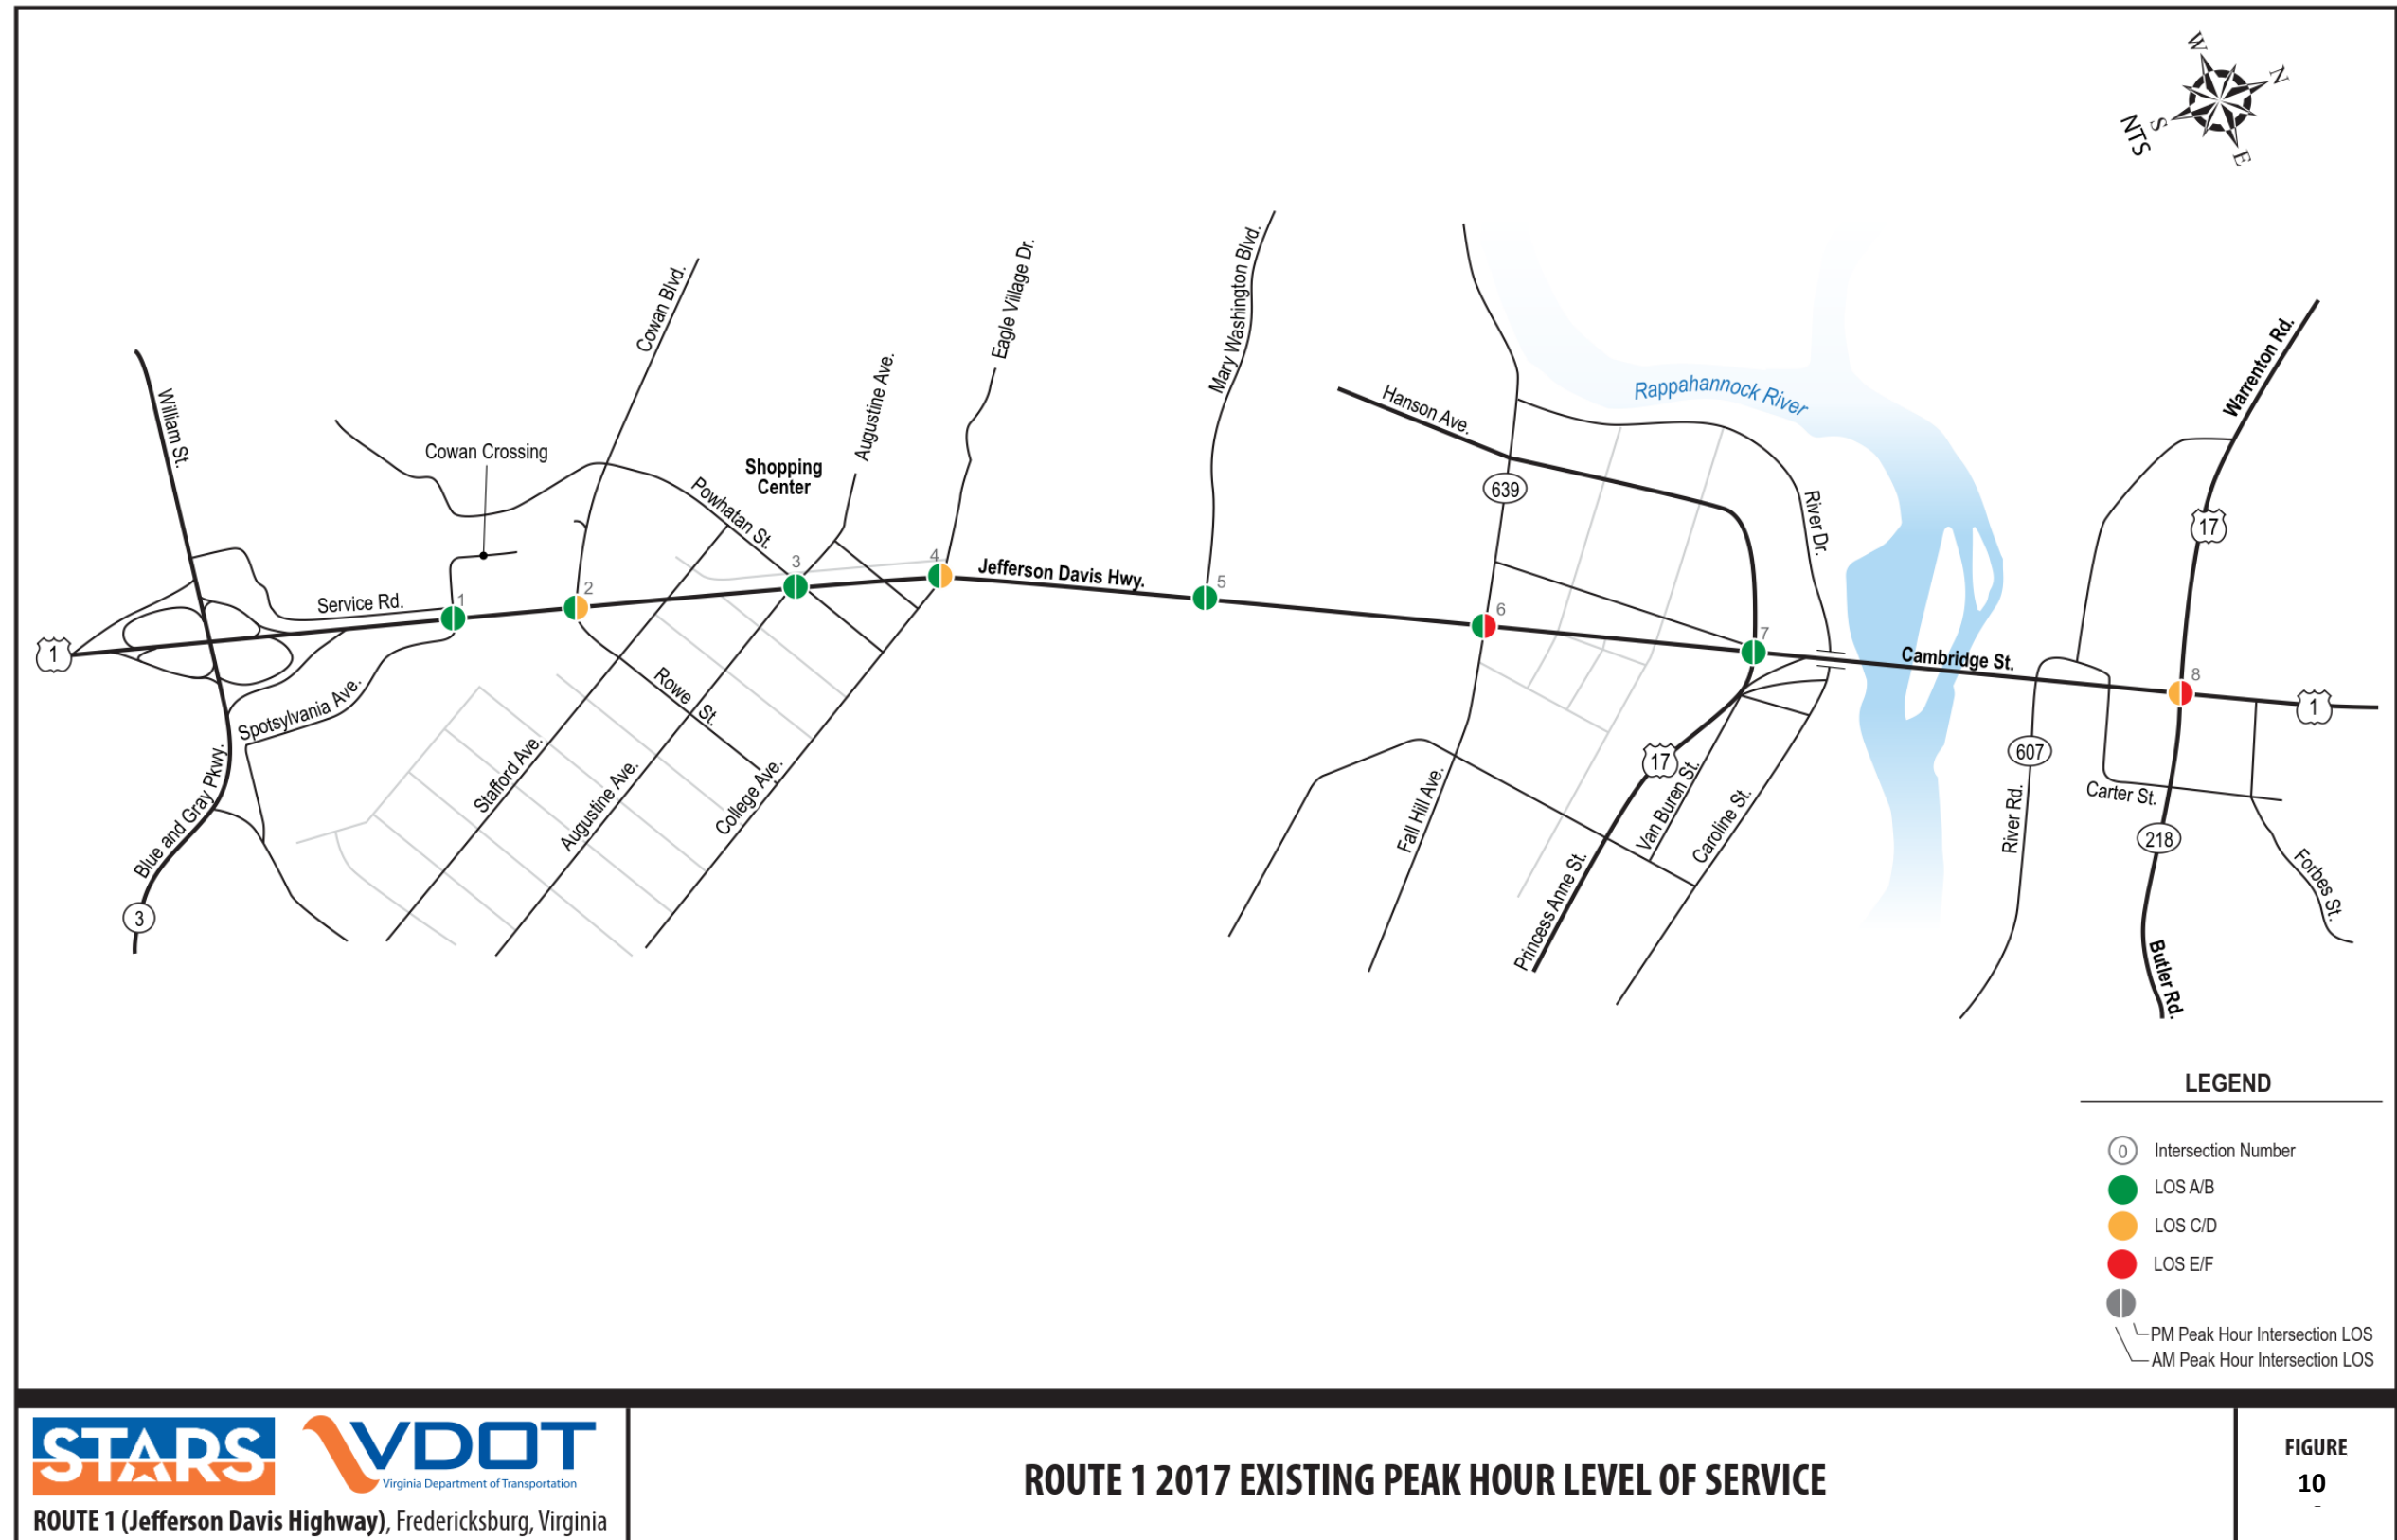 W
N
S
E
NTS
William St.
Cowan Crossing
Cowan Blvd.
Powhatan St.
Shopping
Center
Augustine Ave.
Eagle Village Dr.
Mary Washington Blvd.
Hanson Ave.
639
Rappahannock River
River Dr.
Warrenton Rd.
17
1
Service Rd.
1
2
3
4
Jefferson Davis Hwy.
5
6
7
Cambridge St.
8
1
Spotsylvania Ave.
Blue and Gray Pkwy.
3
Stafford Ave.
Rowe St.
Augustine Ave.
College Ave.
Fall Hill Ave.
17
Princess Anne St.
Van Buren St.
Caroline St.
607
River Rd.
Carter St.
218
Butler Rd.
Forbes St.
LEGEND
0 Intersection Number
LOS A/B
LOS C/D
LOS E/F
PM Peak Hour Intersection LOS
AM Peak Hour Intersection LOS
STARS
VDOT
Virginia Department of Transportation
ROUTE 1 (Jefferson Davis Highway), Fredericksburg, Virginia
ROUTE 1 2017 EXISTING PEAK HOUR LEVEL OF SERVICE
FIGURE
10